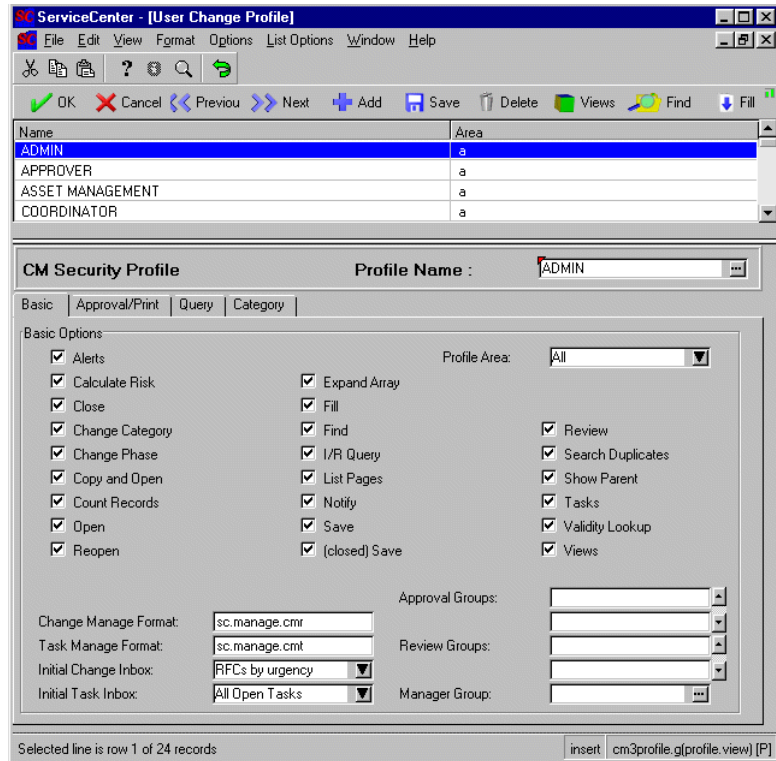 SC ServiceCenter - [User Change Profile]
SC File Edit View Format Options List Options Window Help
OK Cancel Previou Next Add Save Delete Views Find Fill
Name Area
ADMIN a
APPROVER a
ASSET MANAGEMENT a
COORDINATOR a
CM Security Profile Profile Name : ADMIN
Basic Approval/Print Query Category
Basic Options
Alerts Profile Area: All
Calculate Risk Expand Array
Close Fill
Change Category Find Review
Change Phase I/R Query Search Duplicates
Copy and Open List Pages Show Parent
Count Records Notify Tasks
Open Save Validity Lookup
Reopen (closed) Save Views
Approval Groups:
Change Manage Format: sc.manage.cmr
Task Manage Format: sc.manage.cmt Review Groups:
Initial Change Inbox: RFCs by urgency
Initial Task Inbox: All Open Tasks Manager Group:
Selected line is row 1 of 24 records insert cm3profile.g(profile.view) [P]